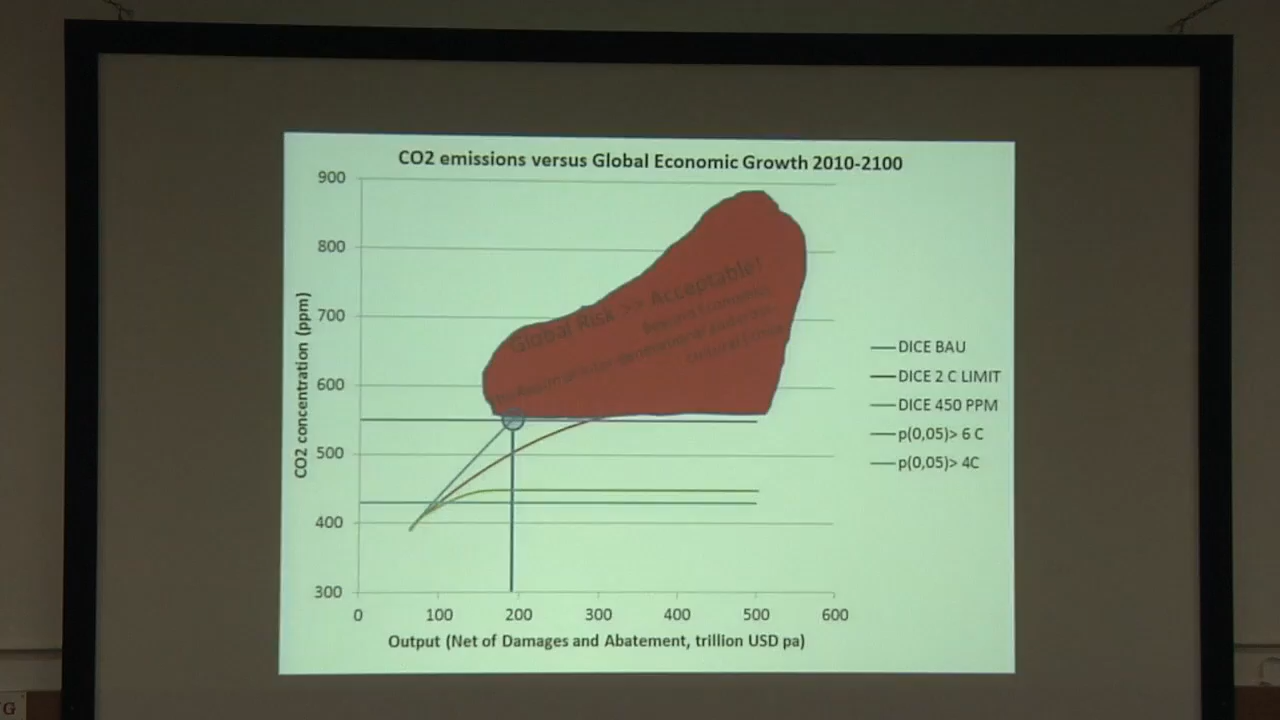 CO2 emissions versus Global Economic Growth 2010-2100
900
800
700
600
500
400
300
CO2 concentration (ppm)
Global Risk >> Acceptable!
Beyond Economic
0
100
200
300
400
500
600
Output (Net of Damages and Abatement, trillion USD pa)
DICE BAU
DICE 2 C LIMIT
DICE 450 PPM
p(0,05)> 6 C
p(0,05)> 4C
G